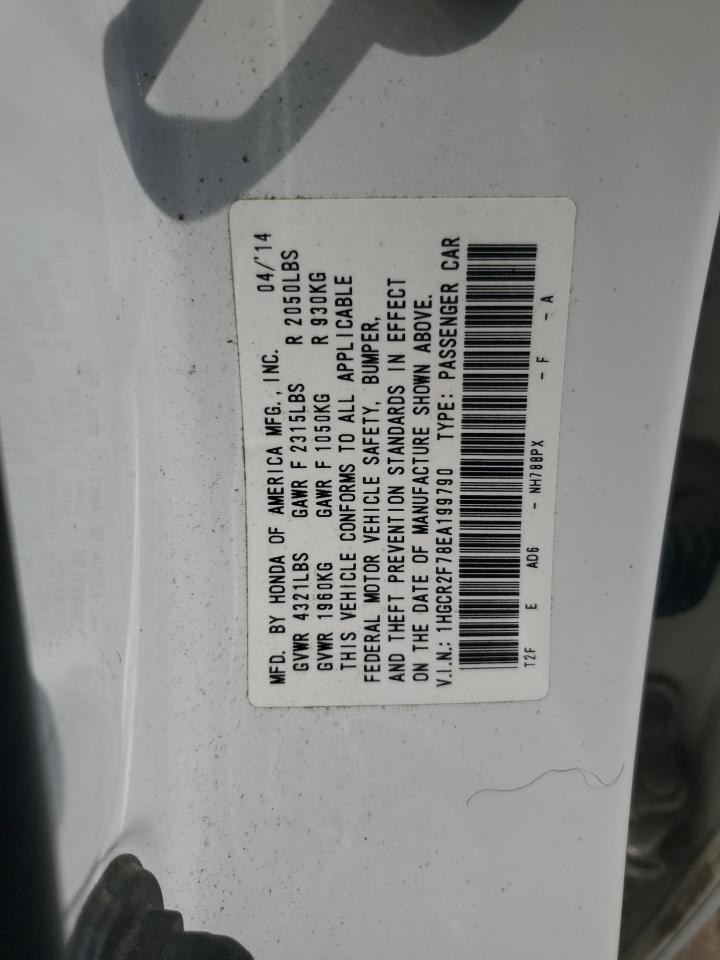 MFD. BY HONDA OF AMERICA MFG., INC. 04/'14
GVWR 4321LBS GAWR F 2315LBS R 2050LBS
GVWR 1960KG GAWR F 1050KG R 930KG
THIS VEHICLE CONFORMS TO ALL APPLICABLE
FEDERAL MOTOR VEHICLE SAFETY, BUMPER,
AND THEFT PREVENTION STANDARDS IN EFFECT
ON THE DATE OF MANUFACTURE SHOWN ABOVE.
V.I.N.: 1HGCR2F78EA199790 TYPE: PASSENGER CAR
T2F E AD6 - NH788PX - F - A